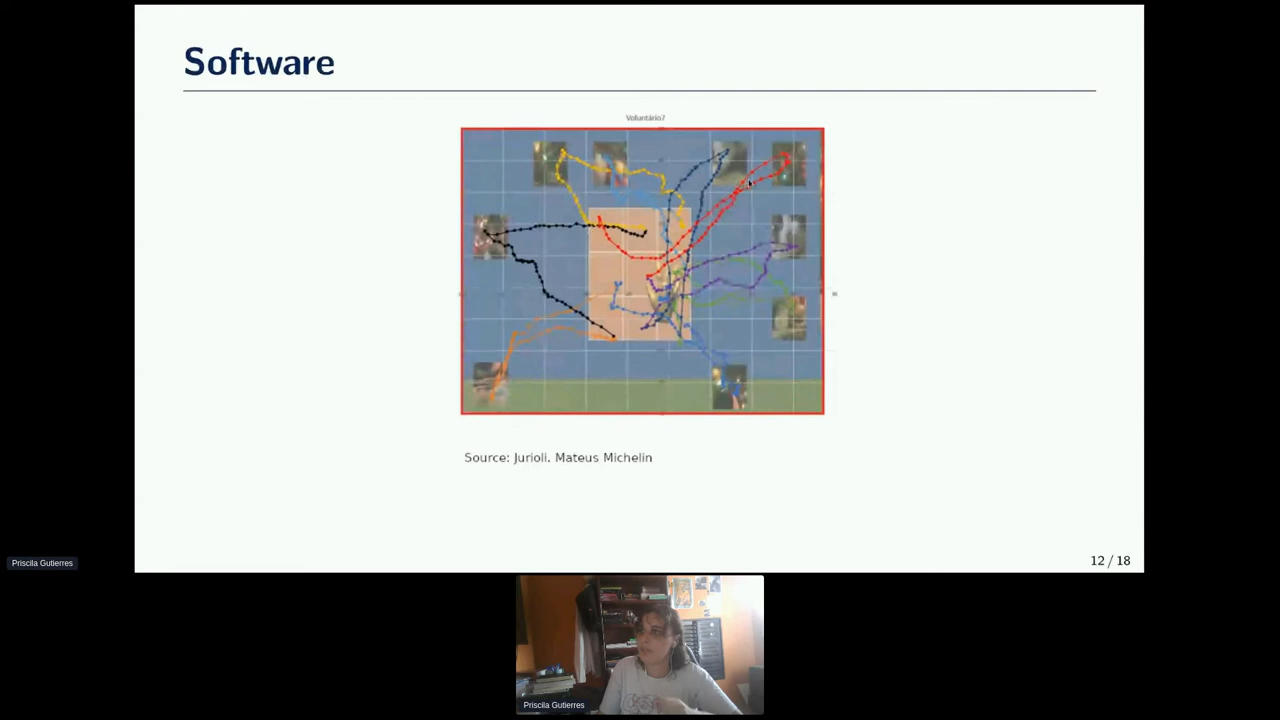 Software
Voluntário7
Source: Jurioli. Mateus Michelin
12 / 18
Priscila Gutierres
Priscila Gutierres